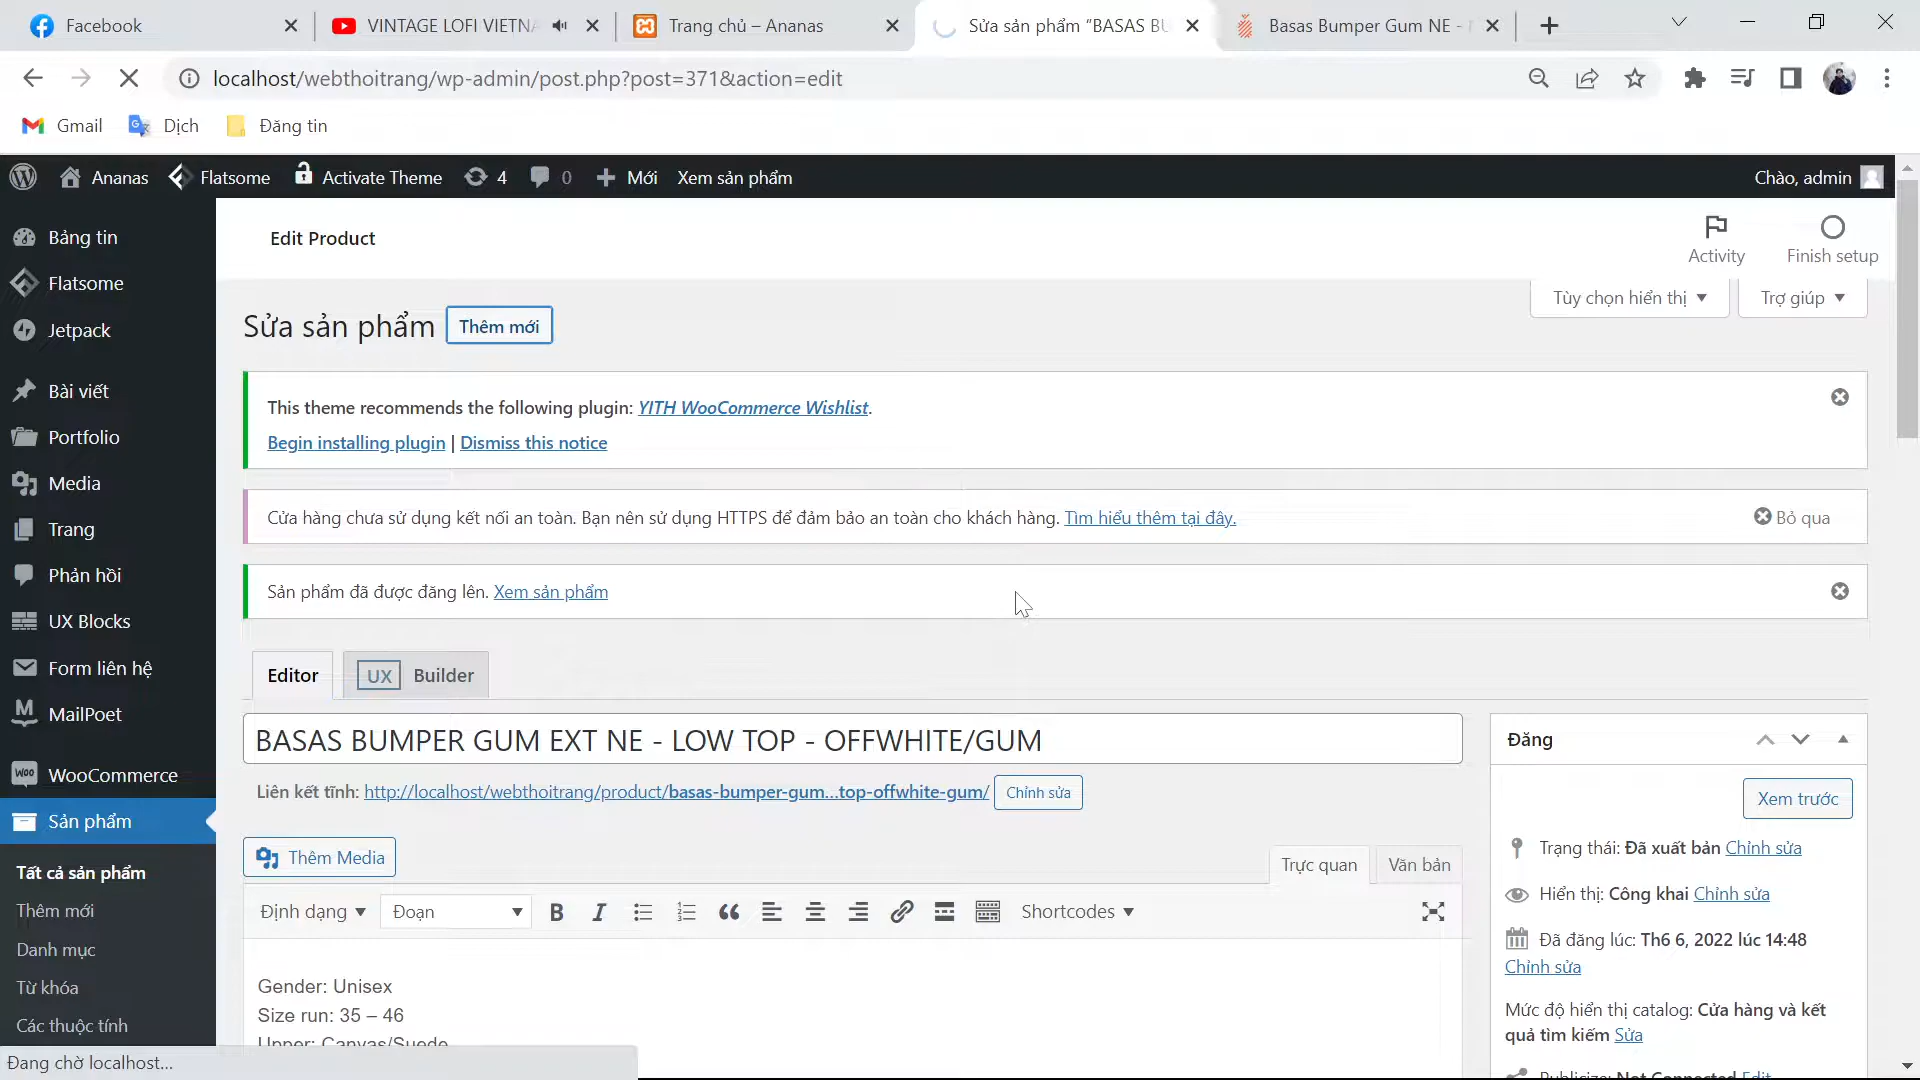 Facebook
VINTAGE LOFI VIETNA
Trang chủ – Ananas
Sửa sản phẩm “BASAS BU
Basas Bumper Gum NE -
localhost/webthoitrang/wp-admin/post.php?post=371&action=edit
Gmail
Dịch
Đăng tin
Ananas
Flatsome
Activate Theme
4
0
Mới
Xem sản phẩm
Chào, admin
Bảng tin
Flatsome
Jetpack
Bài viết
Portfolio
Media
Trang
Phản hồi
UX Blocks
Form liên hệ
MailPoet
WooCommerce
Sản phẩm
Tất cả sản phẩm
Thêm mới
Danh mục
Từ khóa
Các thuộc tính
Đang chờ localhost...
Edit Product
Activity
Finish setup
Tùy chọn hiển thị
Trợ giúp
Sửa sản phẩm
Thêm mới
This theme recommends the following plugin: YITH WooCommerce Wishlist.
Begin installing plugin | Dismiss this notice
Cửa hàng chưa sử dụng kết nối an toàn. Bạn nên sử dụng HTTPS để đảm bảo an toàn cho khách hàng. Tìm hiểu thêm tại đây.
Bỏ qua
Sản phẩm đã được đăng lên. Xem sản phẩm
Editor
UX Builder
BASAS BUMPER GUM EXT NE - LOW TOP - OFFWHITE/GUM
Liên kết tĩnh: http://localhost/webthoitrang/product/basas-bumper-gum...top-offwhite-gum/
Chỉnh sửa
Thêm Media
Trực quan
Văn bản
Định dạng
Đoạn
Shortcodes
Gender: Unisex
Size run: 35 – 46
Upper: Canvas/Suede
Đăng
Xem trước
Trạng thái: Đã xuất bản Chỉnh sửa
Hiển thị: Công khai Chỉnh sửa
Đã đăng lúc: Th6 6, 2022 lúc 14:48
Chỉnh sửa
Mức độ hiển thị catalog: Cửa hàng và kết
quả tìm kiếm Sửa
Publicize: Not Connected Edit